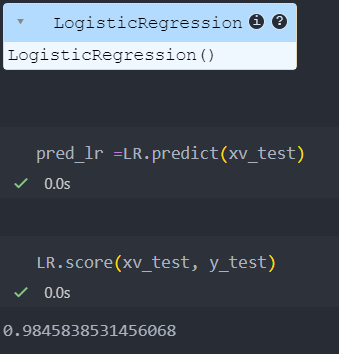 LogisticRegression i ?
LogisticRegression()
pred_lr =LR.predict(xv_test)
0.0s
LR.score(xv_test, y_test)
0.0s
0.9845838531456068